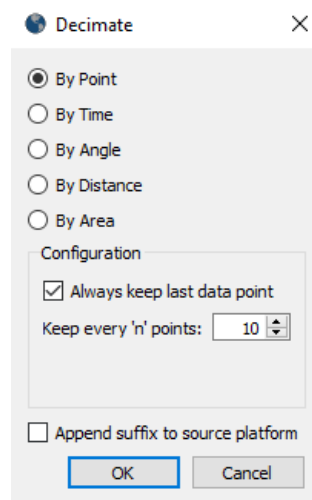 Decimate
By Point
By Time
By Angle
By Distance
By Area
Configuration
Always keep last data point
Keep every 'n' points: 10
Append suffix to source platform
OK Cancel